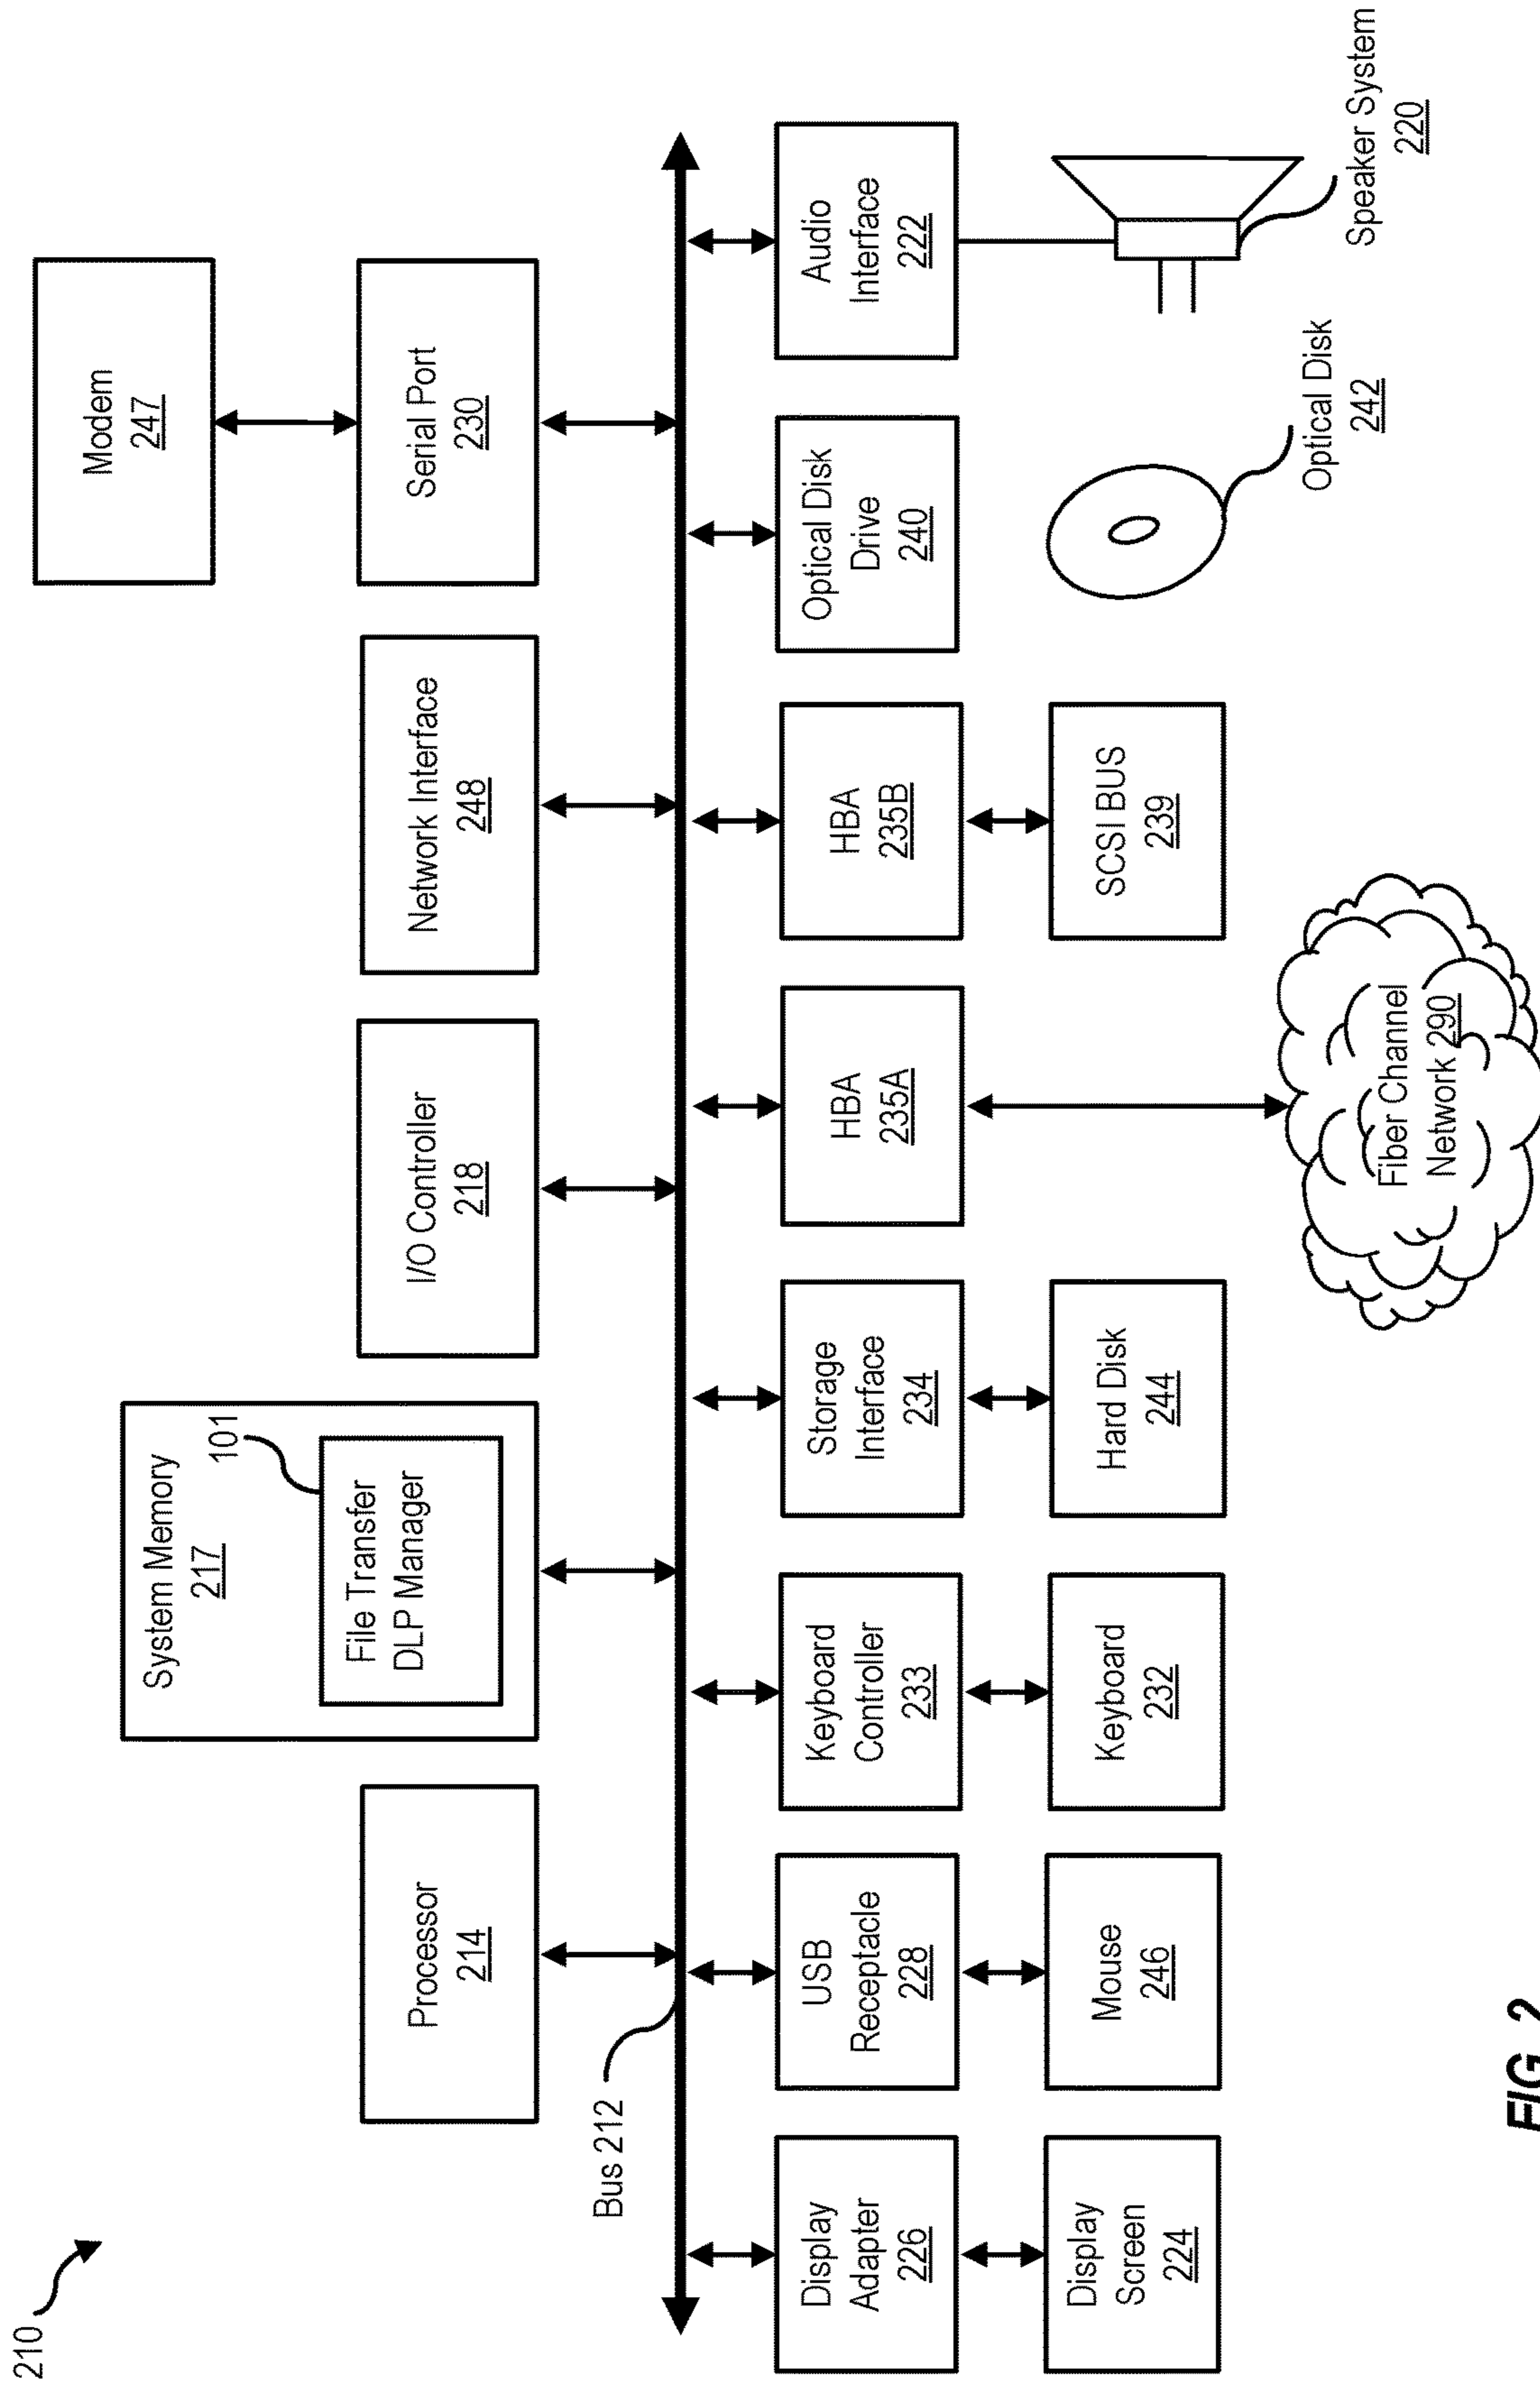 210
Processor
214
System Memory
217
101
File Transfer
DLP Manager
I/O Controller
218
Network Interface
248
Modem
247
Serial Port
230
Bus 212
Display
Adapter
226
USB
Receptacle
228
Keyboard
Controller
233
Storage
Interface
234
HBA
235A
HBA
235B
Optical Disk
Drive
240
Audio
Interface
222
Display
Screen
224
Mouse
246
Keyboard
232
Hard Disk
244
SCSI BUS
239
Fiber Channel
Network 290
Optical Disk
242
Speaker System
220
FIG. 2